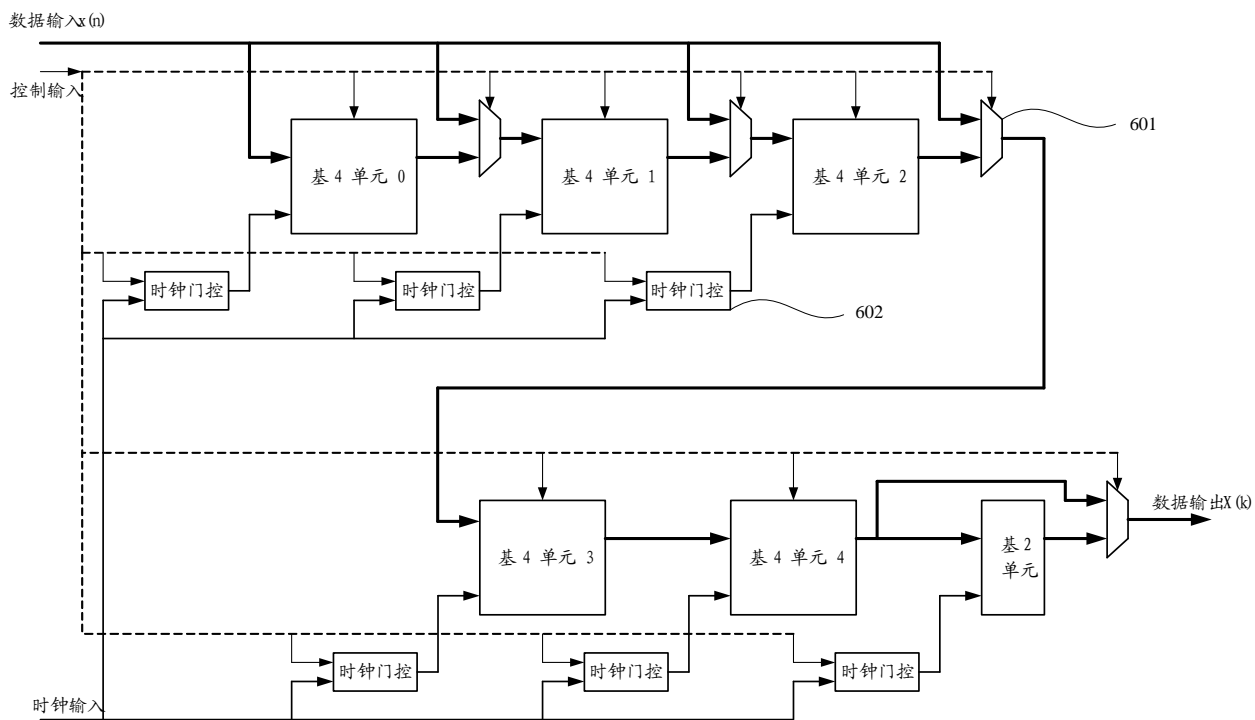 数据输入x(n)
控制输入
601
基 4 单元 0
基 4 单元 1
基 4 单元 2
时钟门控
时钟门控
时钟门控
602
数据输出X(k)
基 4 单元 3
基 4 单元 4
基2
单元
时钟门控
时钟门控
时钟门控
时钟输入